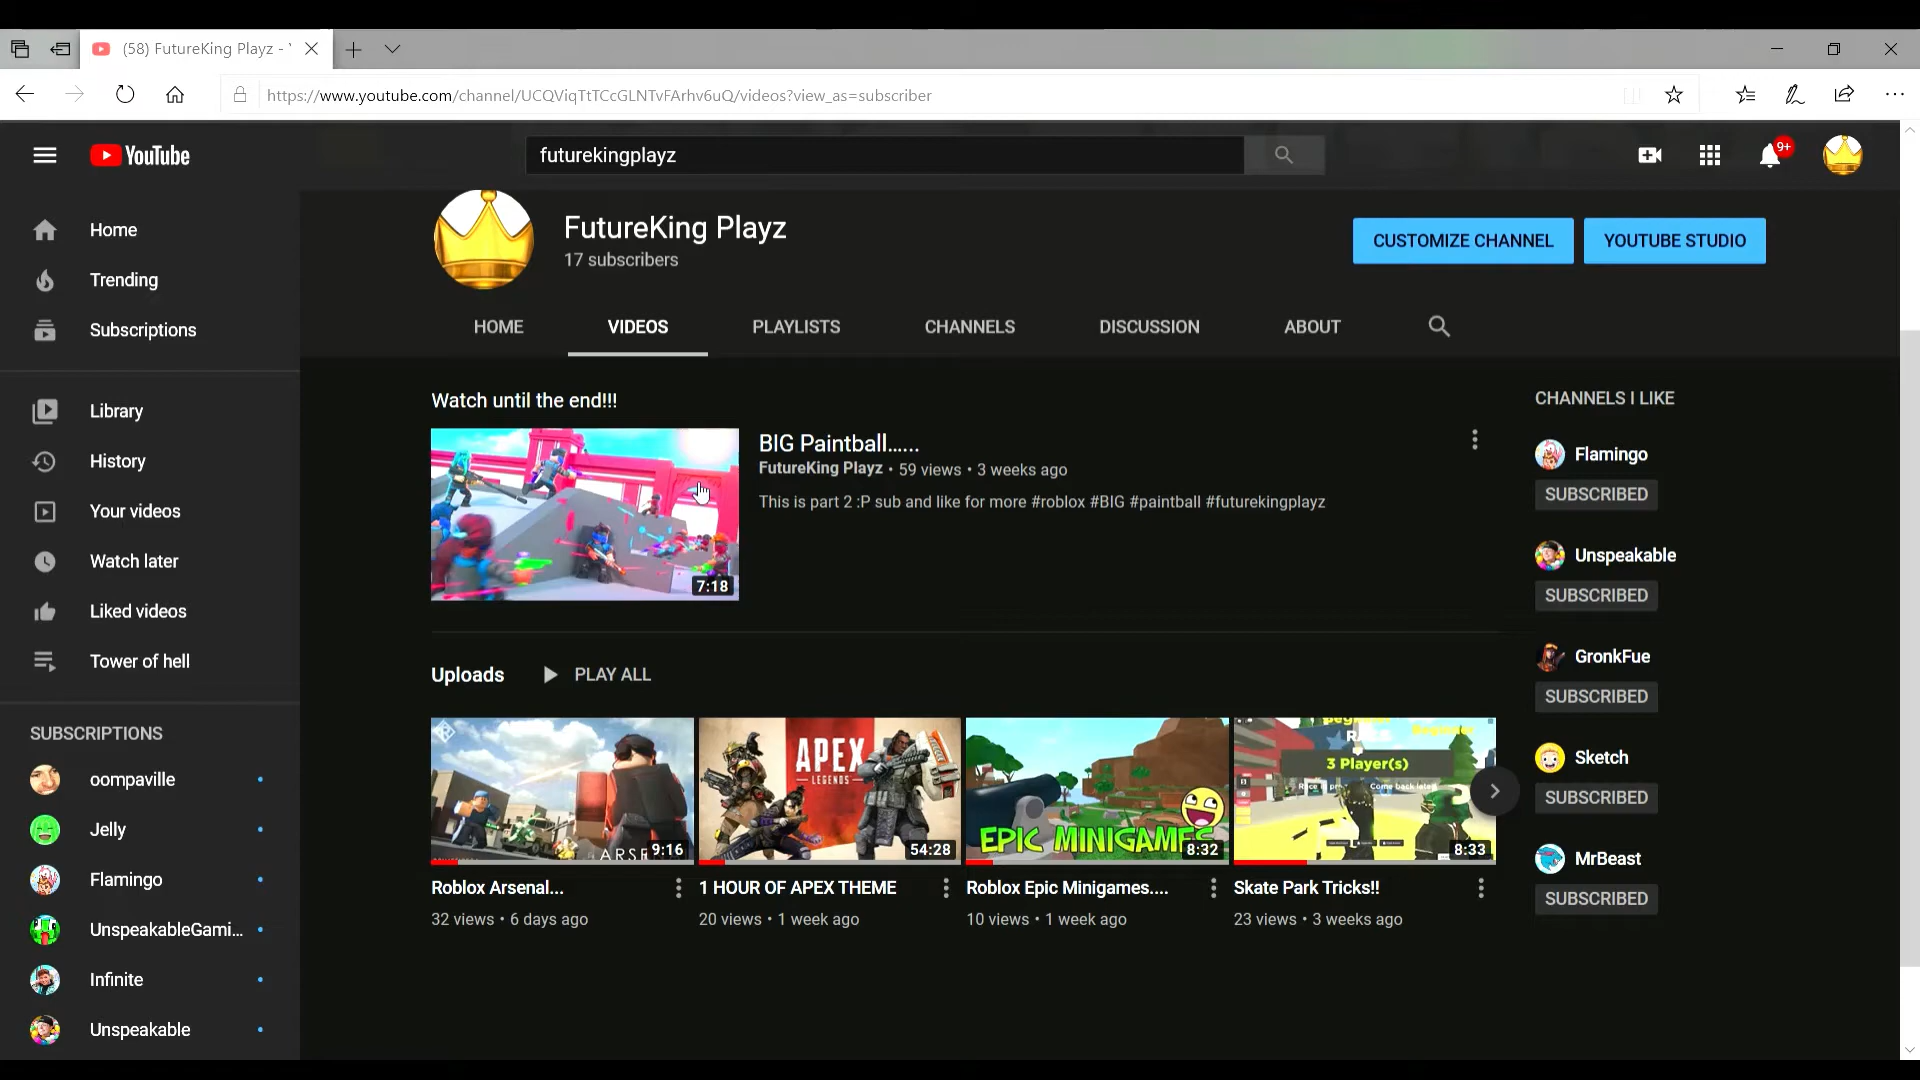 (58) FutureKing Playz -
https://www.youtube.com/channel/UCQViqTtTCcGLNTvFArhv6uQ/videos?view_as=subscriber
YouTube
futurekingplayz
9+
Home
Trending
Subscriptions
Library
History
Your videos
Watch later
Liked videos
Tower of hell
SUBSCRIPTIONS
oompaville
Jelly
Flamingo
UnspeakableGami...
Infinite
Unspeakable
FutureKing Playz
17 subscribers
CUSTOMIZE CHANNEL
YOUTUBE STUDIO
HOME
VIDEOS
PLAYLISTS
CHANNELS
DISCUSSION
ABOUT
Watch until the end!!!
7:18
BIG Paintball......
FutureKing Playz • 59 views • 3 weeks ago
This is part 2 :P sub and like for more #roblox #BIG #paintball #futurekingplayz
Uploads
PLAY ALL
9:16
Roblox Arsenal...
32 views • 6 days ago
APEX
LEGENDS
54:28
1 HOUR OF APEX THEME
20 views • 1 week ago
EPIC MINIGAMES
8:32
Roblox Epic Minigames....
10 views • 1 week ago
3 Player(s)
8:33
Skate Park Tricks!!
23 views • 3 weeks ago
CHANNELS I LIKE
Flamingo
SUBSCRIBED
Unspeakable
SUBSCRIBED
GronkFue
SUBSCRIBED
Sketch
SUBSCRIBED
MrBeast
SUBSCRIBED